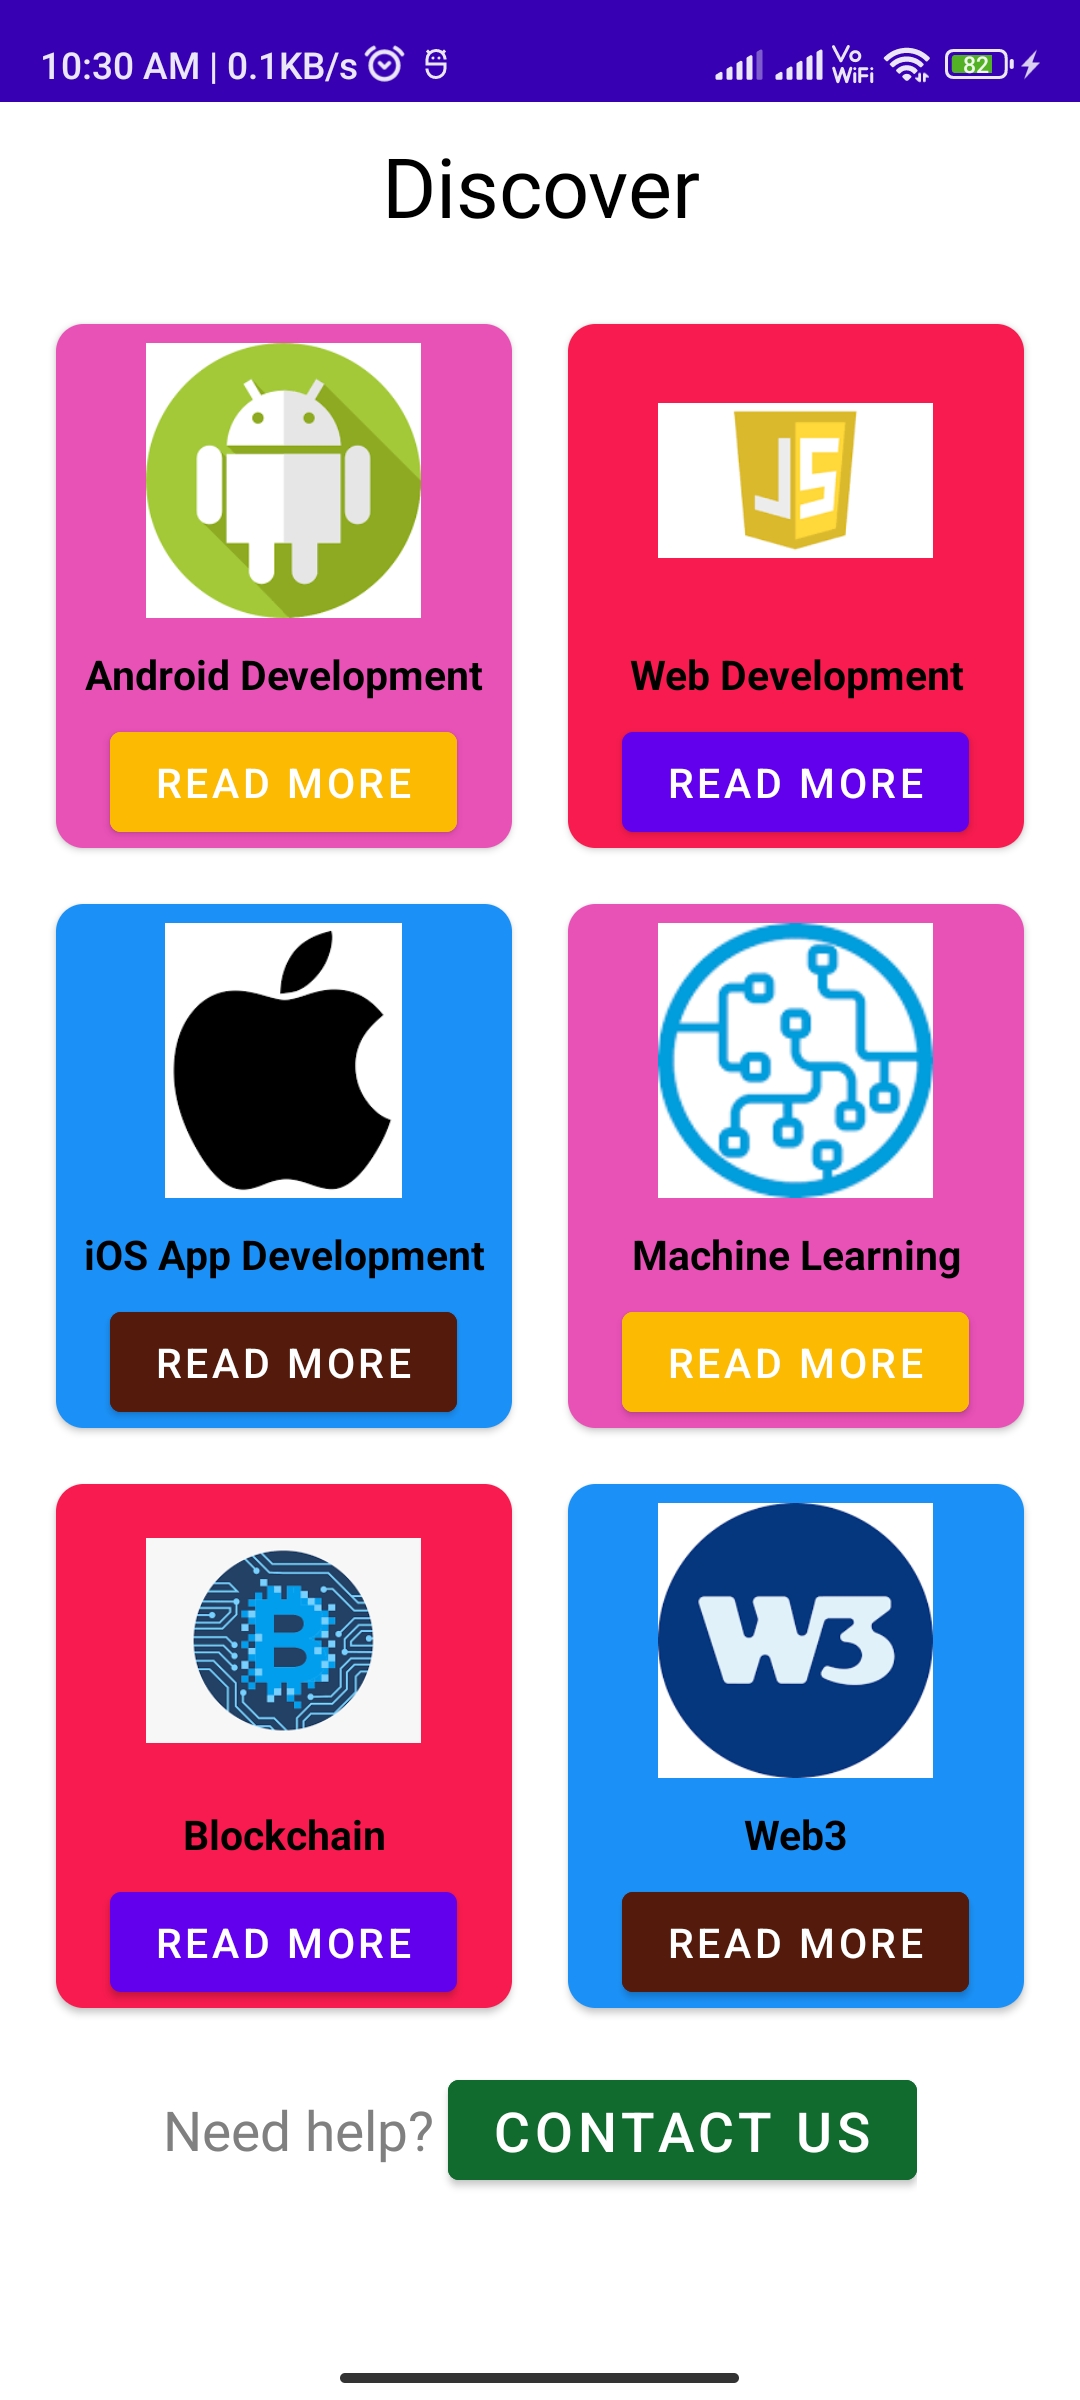 10:30 AM | 0.1KB/s Vo WiFi 82
Discover
JS
Android Development Web Development
READ MORE READ MORE
iOS App Development Machine Learning
READ MORE READ MORE
B W3
Blockchain Web3
READ MORE READ MORE
Need help? CONTACT US